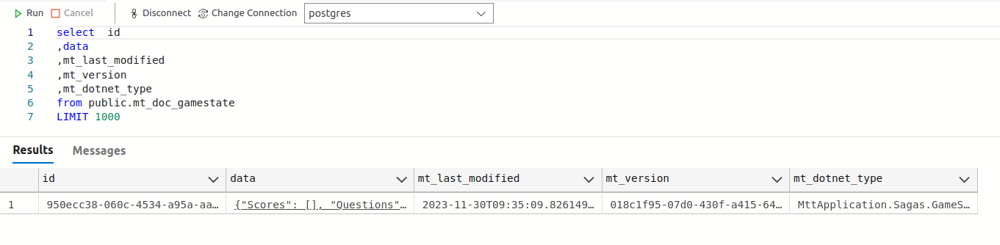 Run Cancel Disconnect Change Connection postgres
1 select  id
2 ,data
3 ,mt_last_modified
4 ,mt_version
5 ,mt_dotnet_type
6 from public.mt_doc_gamestate
7 LIMIT 1000
Results Messages
id data mt_last_modified mt_version mt_dotnet_type
1 950ecc38-060c-4534-a95a-aa… {"Scores": [], "Questions"… 2023-11-30T09:35:09.826149… 018c1f95-07d0-430f-a415-64… MttApplication.Sagas.GameS…